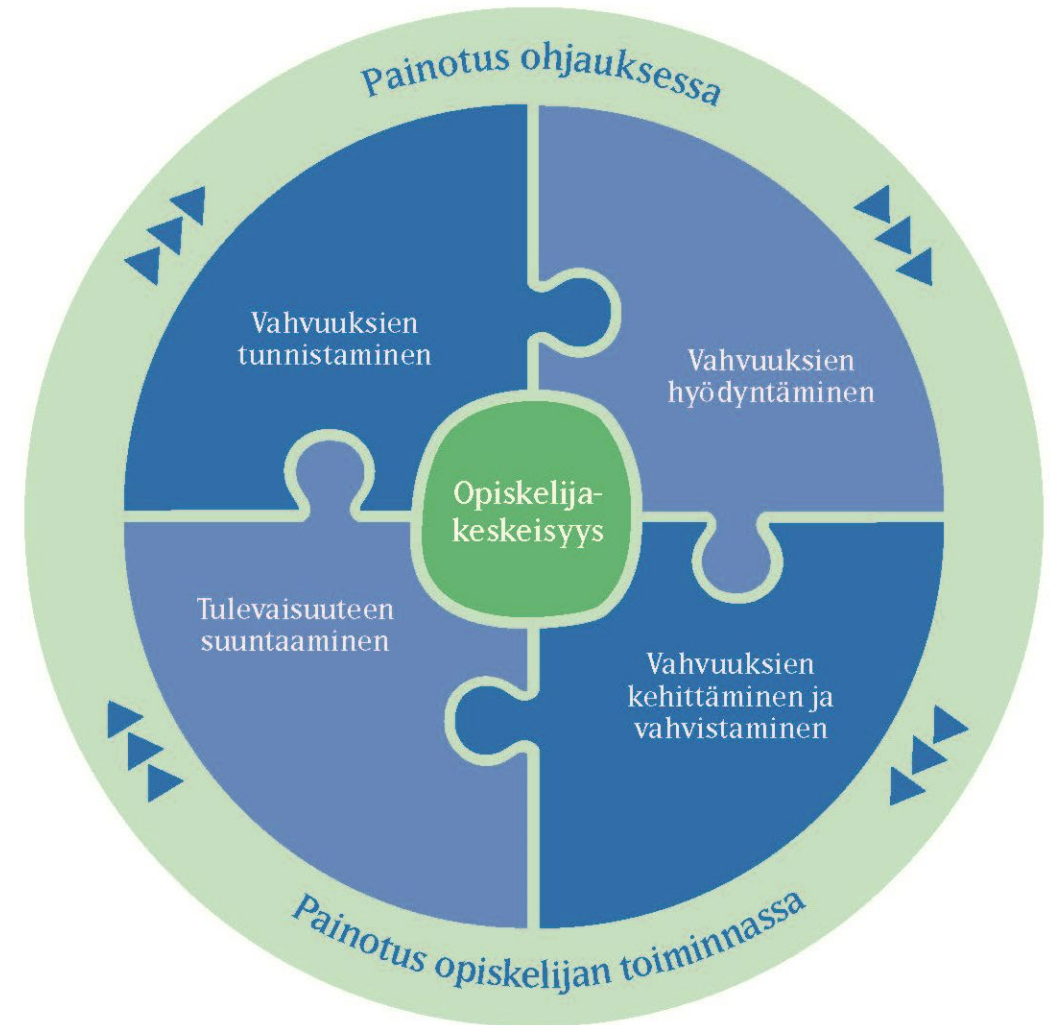 Painotus ohjauksessa
Vahvuuksien
tunnistaminen
Vahvuuksien
hyödyntäminen
Opiskelija-
keskeisyys
Tulevaisuuteen
suuntaaminen
Vahvuuksien
kehittäminen ja
vahvistaminen
Painotus opiskelijan toiminnassa